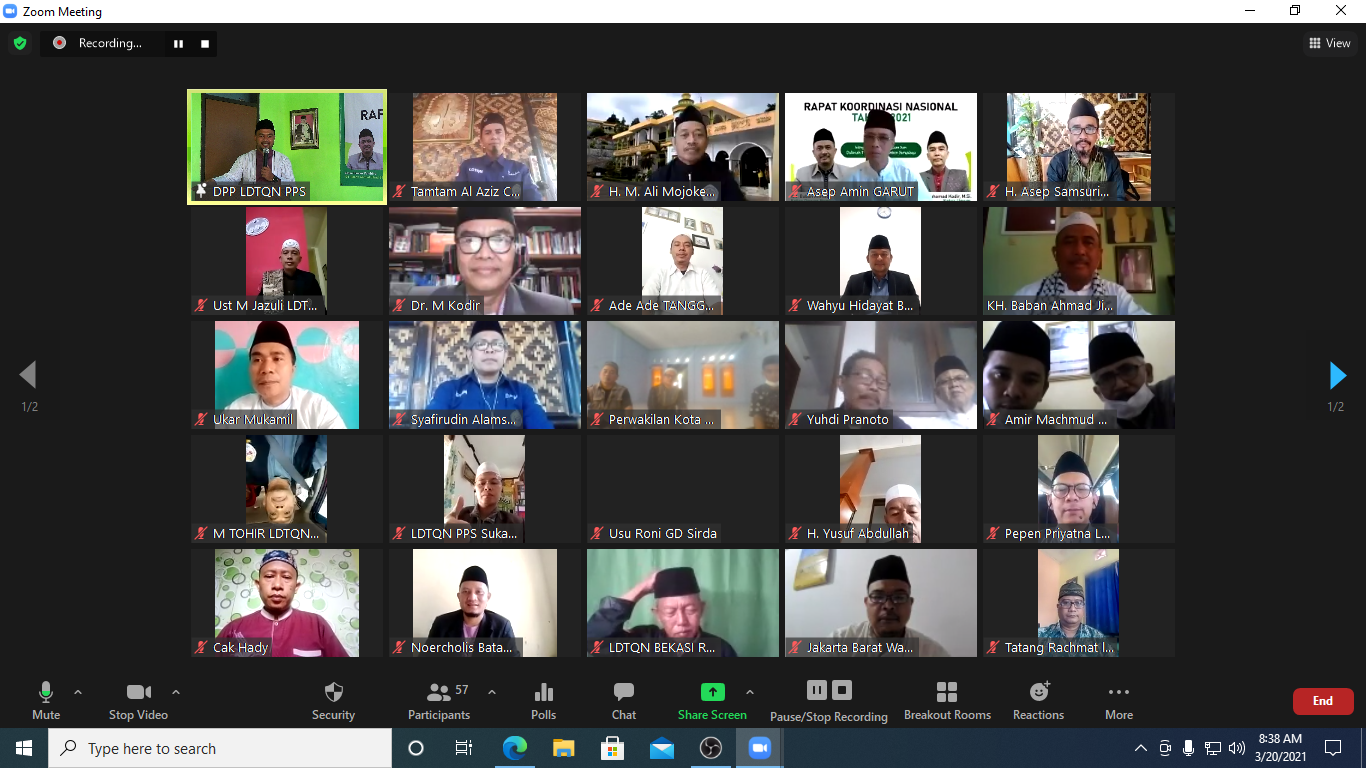 Zoom Meeting
Recording...
View
RAF
DPP LDTQN PPS
Tamtam Al Aziz C...
H. M. Ali Mojoke...
RAPAT KOORDINASI NASIONAL
Asep Amin GARUT
H. Asep Samsuri...
Ust M Jazuli LDT...
Dr. M Kodir
Ade Ade TANGG...
Wahyu Hidayat B...
KH. Baban Ahmad Ji...
Ukar Mukamil
Syafirudin Alams...
Perwakilan Kota ...
Yuhdi Pranoto
Amir Machmud ...
1/2
1/2
M TOHIR LDTQN...
LDTQN PPS Suka...
Usu Roni GD Sirda
H. Yusuf Abdullah
Pepen Priyatna L...
Cak Hady
Noercholis Bata...
LDTQN BEKASI R...
Jakarta Barat Wa...
Tatang Rachmat l...
57
Mute
Stop Video
Security
Participants
Polls
Chat
Share Screen
Pause/Stop Recording
Breakout Rooms
Reactions
More
End
Type here to search
8:38 AM
3/20/2021